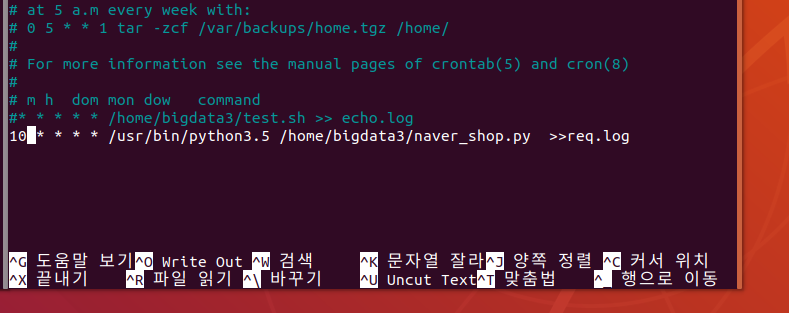 # at 5 a.m every week with:
# 0 5 * * 1 tar -zcf /var/backups/home.tgz /home/
#
# For more information see the manual pages of crontab(5) and cron(8)
#
# m h  dom mon dow   command
#* * * * * /home/bigdata3/test.sh >> echo.log
10 * * * * /usr/bin/python3.5 /home/bigdata3/naver_shop.py  >>req.log
^G 도움말 보기 ^O Write Out ^W 검색 ^K 문자열 잘라 ^J 양쪽 정렬 ^C 커서 위치
^X 끝내기 ^R 파일 읽기 ^\ 바꾸기 ^U Uncut Text ^T 맞춤법 ^_ 행으로 이동